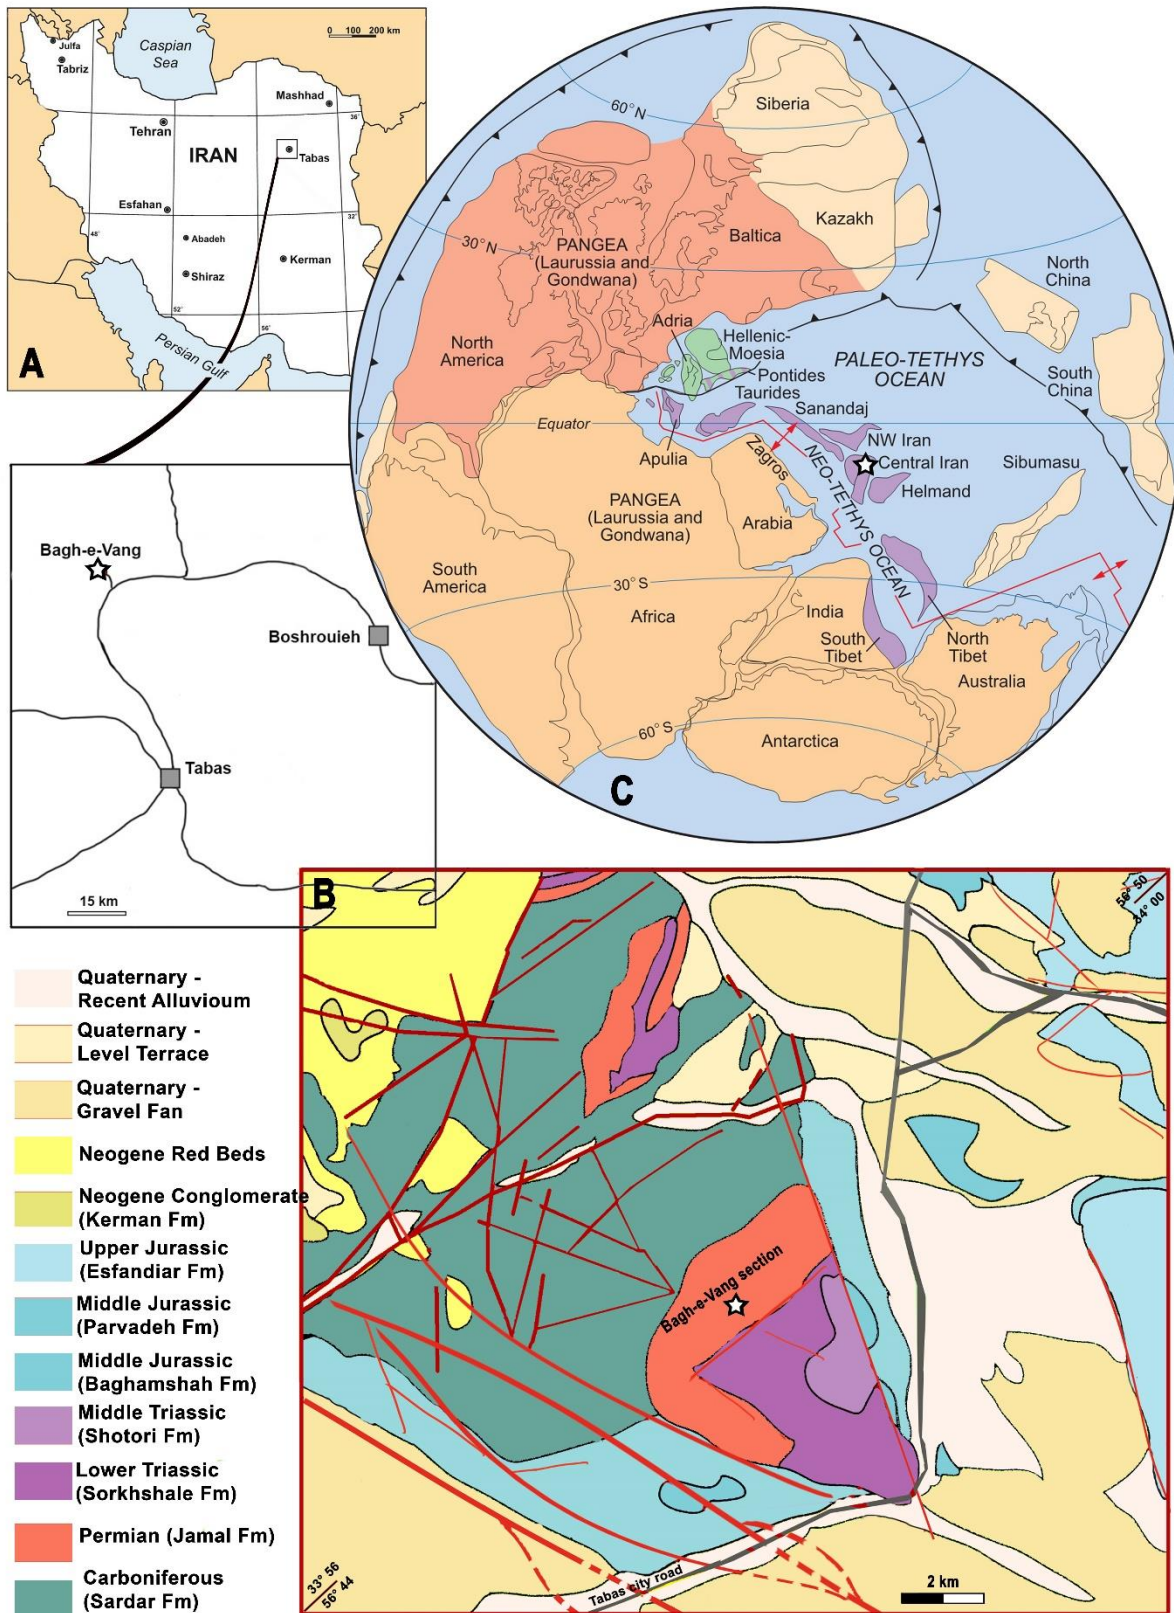 0 100 200 km
Julfa
Tabriz
Caspian
Sea
Mashhad
36°
Tehran
IRAN
Tabas
Esfahan
32°
48°
Abadeh
Shiraz
Kerman
52°
56°
Persian Gulf
A
60°N
Siberia
Kazakh
30°N
PANGEA
(Laurussia and
Gondwana)
Baltica
North
China
North
America
Adria
Hellenic-
Moesia
PALEO-TETHYS
OCEAN
South
China
Pontides
Taurides
Sanandaj
Equator
NW Iran
Apulia
Zagros
Central Iran
Sibumasu
Helmand
NEO-TETHYS OCEAN
PANGEA
(Laurussia and
Gondwana)
Arabia
South
America
30°S
Africa
India
South
Tibet
North
Tibet
Australia
60°S
Antarctica
C
Bagh-e-Vang
Boshrouieh
Tabas
15 km
B
56° 50
34° 00
Bagh-e-Vang section
Tabas city road
2 km
33° 56
56° 44
Quaternary -
Recent Alluvioum
Quaternary -
Level Terrace
Quaternary -
Gravel Fan
Neogene Red Beds
Neogene Conglomerate
(Kerman Fm)
Upper Jurassic
(Esfandiar Fm)
Middle Jurassic
(Parvadeh Fm)
Middle Jurassic
(Baghamshah Fm)
Middle Triassic
(Shotori Fm)
Lower Triassic
(Sorkhshale Fm)
Permian (Jamal Fm)
Carboniferous
(Sardar Fm)